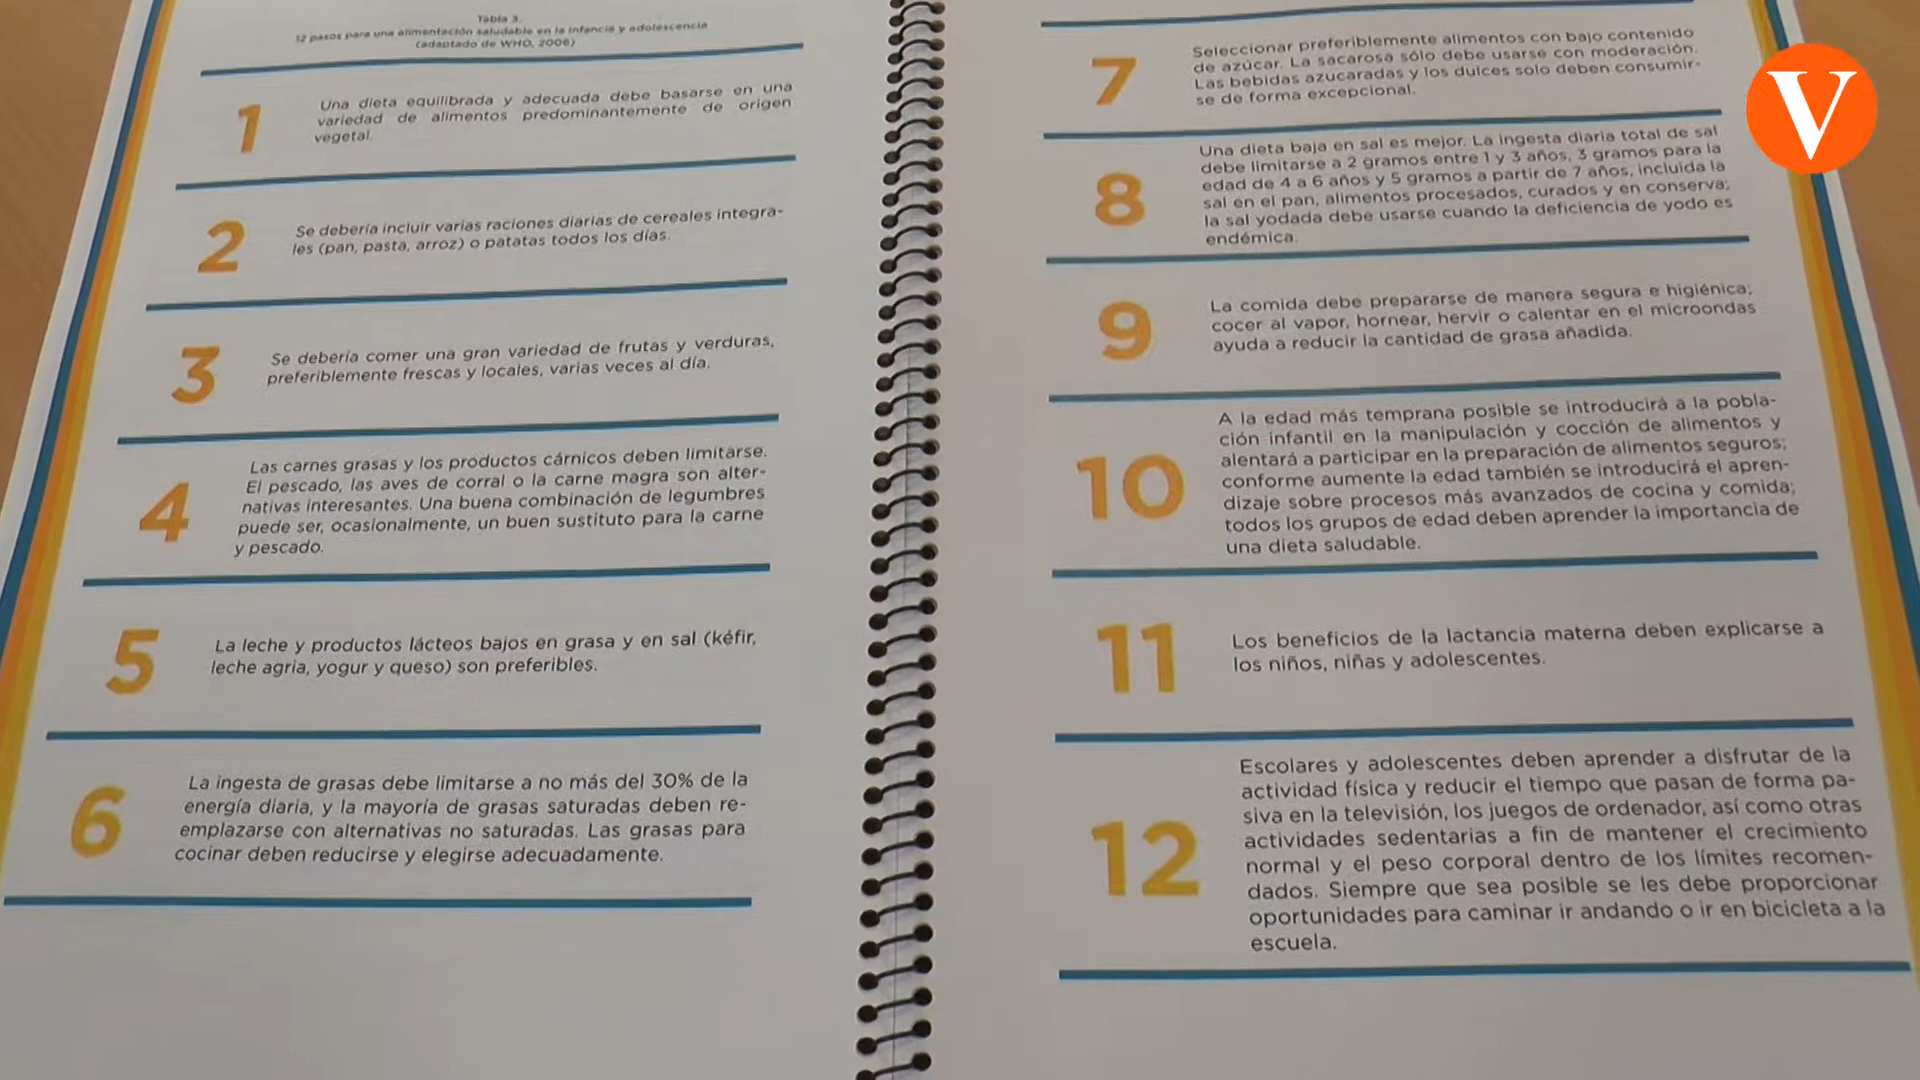 Tabla 3.
12 pasos para una alimentación saludable en la infancia y adolescencia
(adaptado de WHO, 2006)
1
Una dieta equilibrada y adecuada debe basarse en una
variedad de alimentos predominantemente de origen
vegetal.
2
Se debería incluir varias raciones diarias de cereales integra-
les (pan, pasta, arroz) o patatas todos los días.
3
Se debería comer una gran variedad de frutas y verduras,
preferiblemente frescas y locales, varias veces al día.
4
Las carnes grasas y los productos cárnicos deben limitarse.
El pescado, las aves de corral o la carne magra son alter-
nativas interesantes. Una buena combinación de legumbres
puede ser, ocasionalmente, un buen sustituto para la carne
y pescado.
5
La leche y productos lácteos bajos en grasa y en sal (kéfir,
leche agria, yogur y queso) son preferibles.
6
La ingesta de grasas debe limitarse a no más del 30% de la
energía diaria, y la mayoría de grasas saturadas deben re-
emplazarse con alternativas no saturadas. Las grasas para
cocinar deben reducirse y elegirse adecuadamente.
7
Seleccionar preferiblemente alimentos con bajo contenido
de azúcar. La sacarosa sólo debe usarse con moderación.
Las bebidas azucaradas y los dulces solo deben consumir-
se de forma excepcional.
8
Una dieta baja en sal es mejor. La ingesta diaria total de sal
debe limitarse a 2 gramos entre 1 y 3 años, 3 gramos para la
edad de 4 a 6 años y 5 gramos a partir de 7 años, incluida la
sal en el pan, alimentos procesados, curados y en conserva;
la sal yodada debe usarse cuando la deficiencia de yodo es
endémica.
9
La comida debe prepararse de manera segura e higiénica;
cocer al vapor, hornear, hervir o calentar en el microondas
ayuda a reducir la cantidad de grasa añadida.
10
A la edad más temprana posible se introducirá a la pobla-
ción infantil en la manipulación y cocción de alimentos y
alentará a participar en la preparación de alimentos seguros;
conforme aumente la edad también se introducirá el apren-
dizaje sobre procesos más avanzados de cocina y comida;
todos los grupos de edad deben aprender la importancia de
una dieta saludable.
11
Los beneficios de la lactancia materna deben explicarse a
los niños, niñas y adolescentes.
12
Escolares y adolescentes deben aprender a disfrutar de la
actividad física y reducir el tiempo que pasan de forma pa-
siva en la televisión, los juegos de ordenador, así como otras
actividades sedentarias a fin de mantener el crecimiento
normal y el peso corporal dentro de los límites recomen-
dados. Siempre que sea posible se les debe proporcionar
oportunidades para caminar ir andando o ir en bicicleta a la
escuela.
V